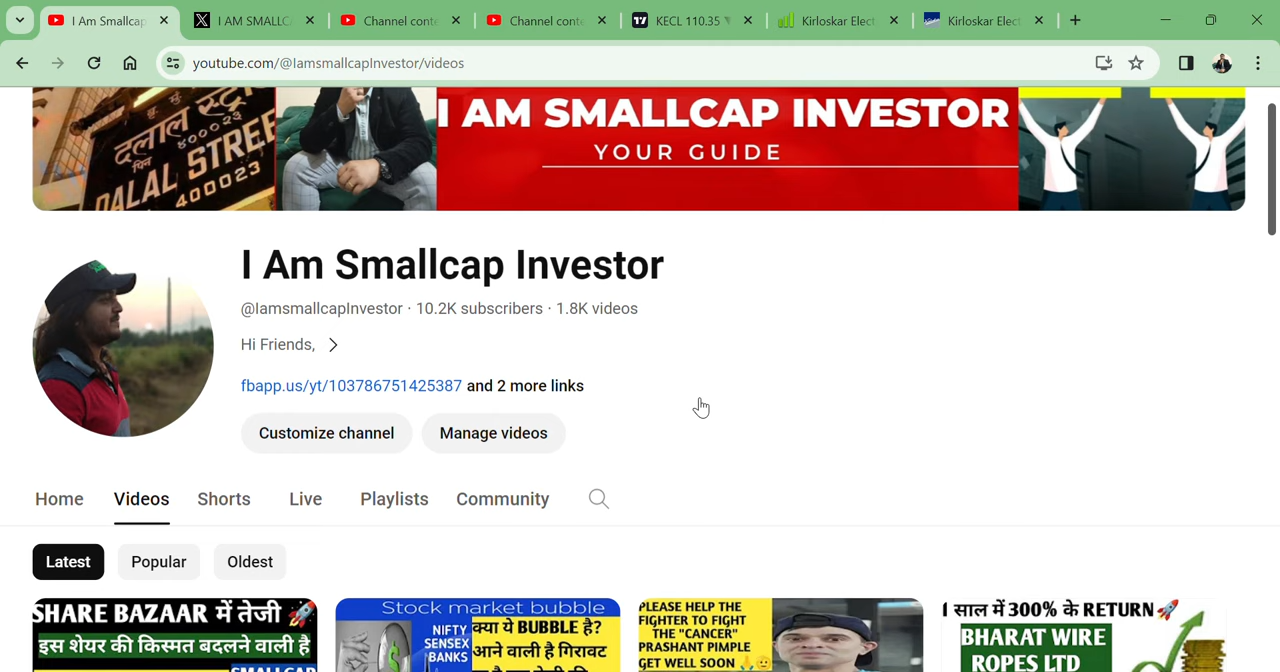 I Am Smallcap
I AM SMALLC
Channel conte
Channel conte
KECL 110.35
Kirloskar Elect
Kirloskar Elect
youtube.com/@IamsmallcapInvestor/videos
दलाल स्ट्री
४०००२३
पिन
DALAL STREE
400023
I AM SMALLCAP INVESTOR
YOUR GUIDE
I Am Smallcap Investor
@IamsmallcapInvestor · 10.2K subscribers · 1.8K videos
Hi Friends,
fbapp.us/yt/103786751425387 and 2 more links
Customize channel
Manage videos
Home
Videos
Shorts
Live
Playlists
Community
Latest
Popular
Oldest
SHARE BAZAAR में तेजी
इस शेयर की किस्मत बदलने वाली है
SMALLCAP
Stock market bubble
NIFTY
SENSEX
BANKS
क्या ये BUBBLE है?
आने वाली है गिरावट
PLEASE HELP THE
FIGHTER TO FIGHT
THE "CANCER"
PRASHANT PIMPLE
GET WELL SOON
1 साल में 300% के RETURN
BHARAT WIRE
ROPES LTD